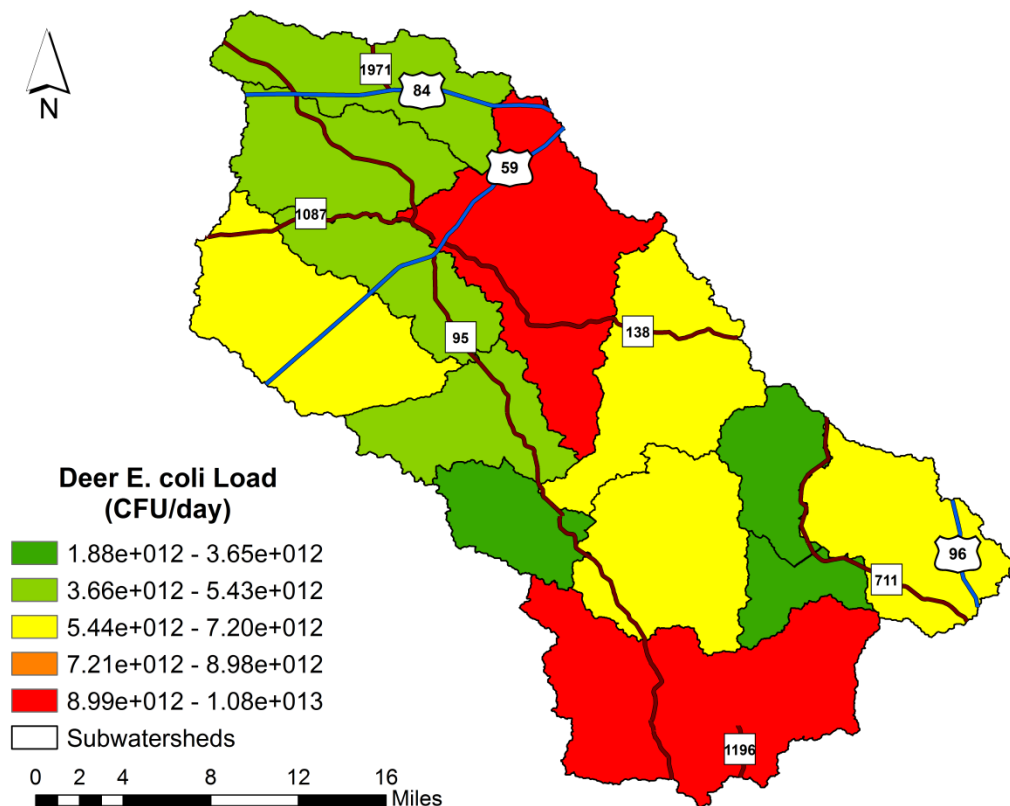 1971
84
N
59
1087
95
138
96
711
1196
Deer E. coli Load
(CFU/day)
1.88e+012 - 3.65e+012
3.66e+012 - 5.43e+012
5.44e+012 - 7.20e+012
7.21e+012 - 8.98e+012
8.99e+012 - 1.08e+013
Subwatersheds
0 2 4 8 12 16
Miles